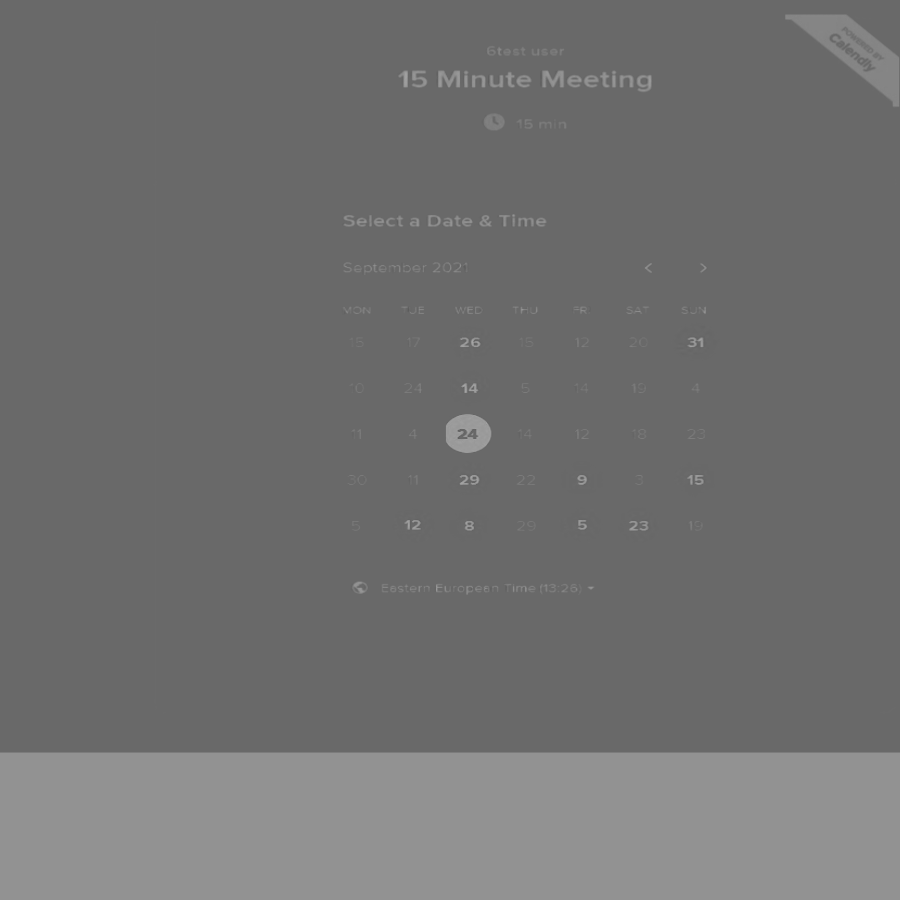 6test user
15 Minute Meeting
15 min
POWERED BY
Calendly
Select a Date & Time
September 2021
MON TUE WED THU FRI SAT SUN
15 17 26 15 12 20 31
10 24 14 5 14 19 4
11 4 24 14 12 18 23
30 11 29 22 9 3 15
5 12 8 29 5 23 19
Eastern European Time (13:26)